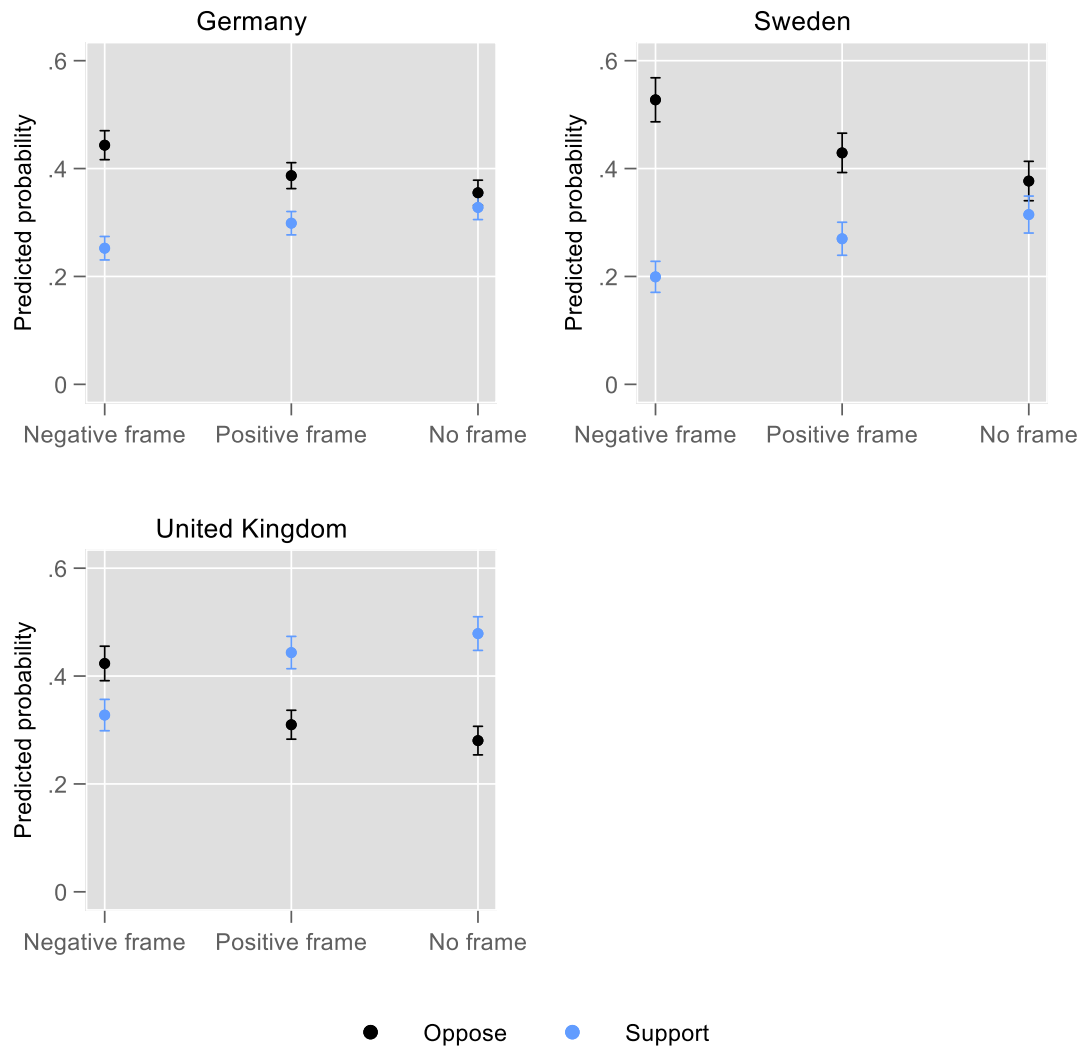 Germany
Predicted probability
.6
.4
.2
0
Negative frame Positive frame No frame
Sweden
Predicted probability
.6
.4
.2
0
Negative frame Positive frame No frame
United Kingdom
Predicted probability
.6
.4
.2
0
Negative frame Positive frame No frame
Oppose Support